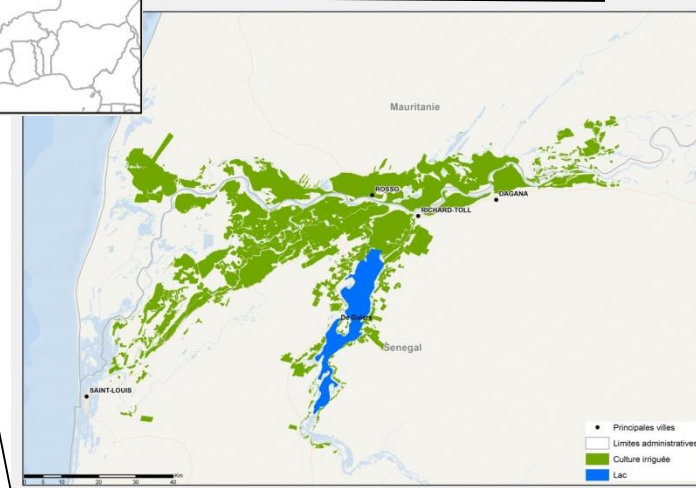 Mauritanie
ROSSO
DAGANA
RICHARD-TOLL
De Guiers
Senegal
SAINT-LOUIS
Principales villes
Limites administratives
Culture irriguée
Lac
Km
0 5 10 20 30 40